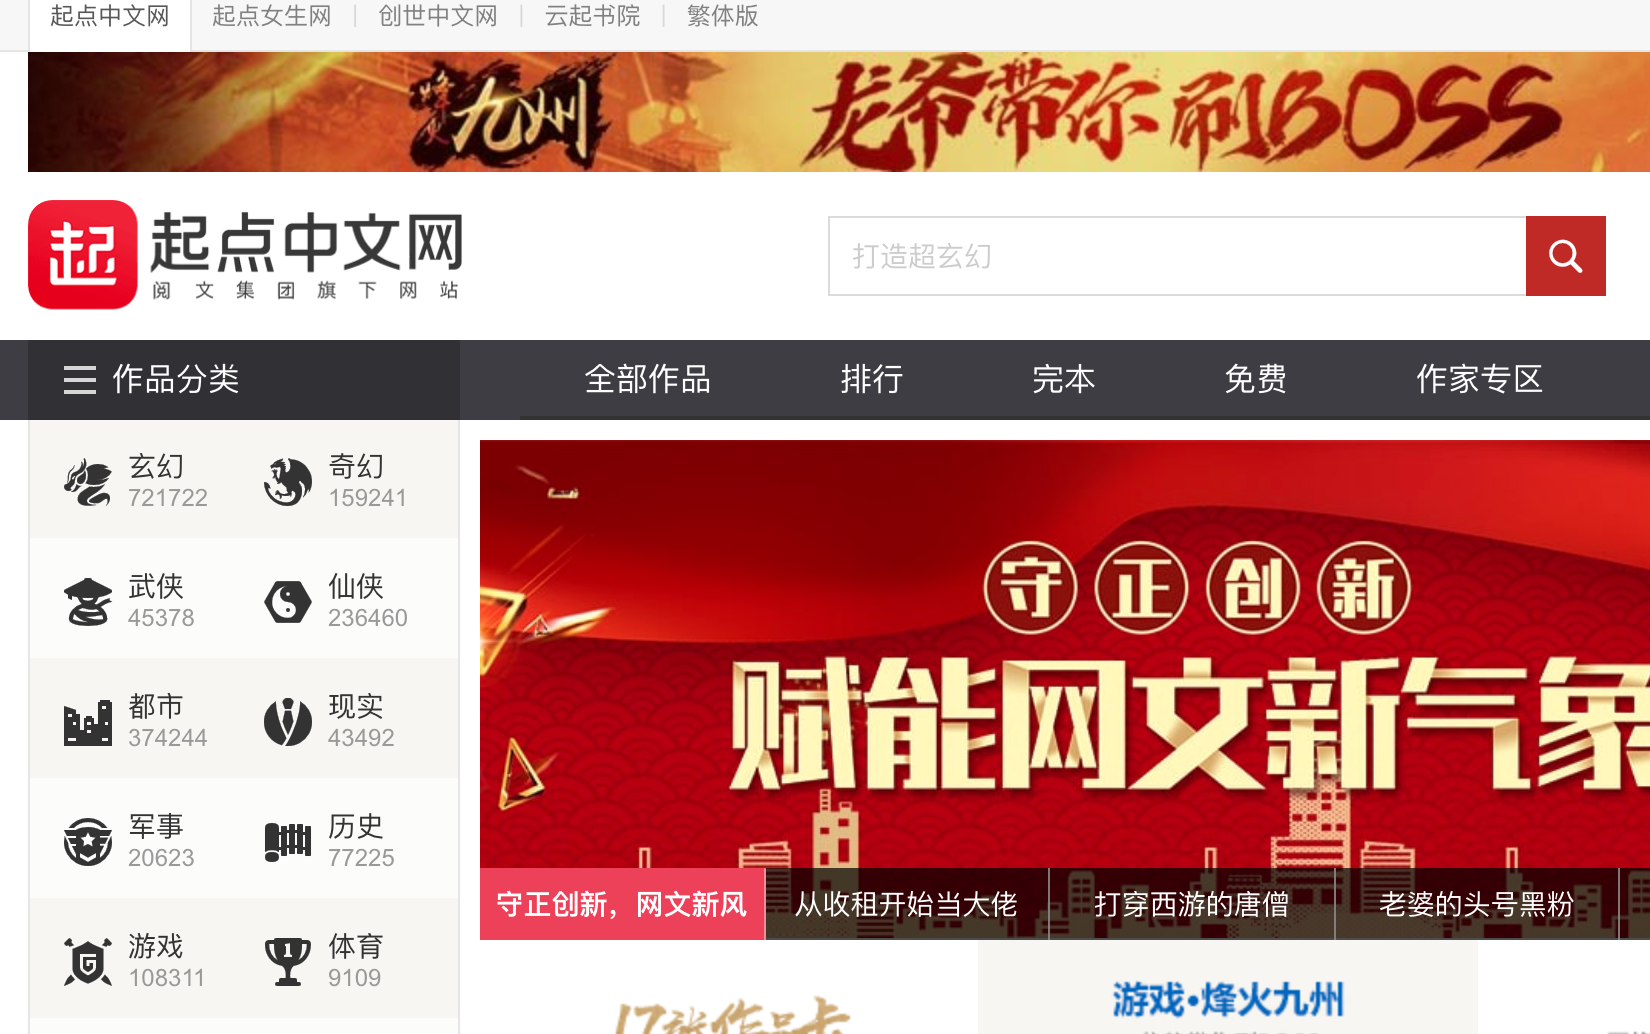 起点中文网 起点女生网 创世中文网 云起书院 繁体版
烽火九州 龙爷带你刷BOSS
起 起点中文网
阅文集团旗下网站
打造超玄幻
作品分类 全部作品 排行 完本 免费 作家专区
玄幻 奇幻
721722 159241
武侠 仙侠
45378 236460
都市 现实
374244 43492
军事 历史
20623 77225
游戏 体育
108311 9109
守正创新
赋能网文新气象
守正创新，网文新风 从收租开始当大佬 打穿西游的唐僧 老婆的头号黑粉
17张作品卡
游戏•烽火九州